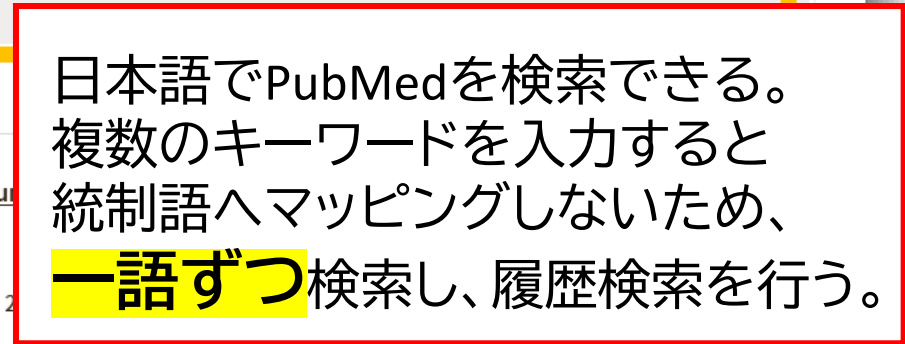 日本語でPubMedを検索できる。
複数のキーワードを入力すると
統制語へマッピングしないため、
一語ずつ検索し、履歴検索を行う。